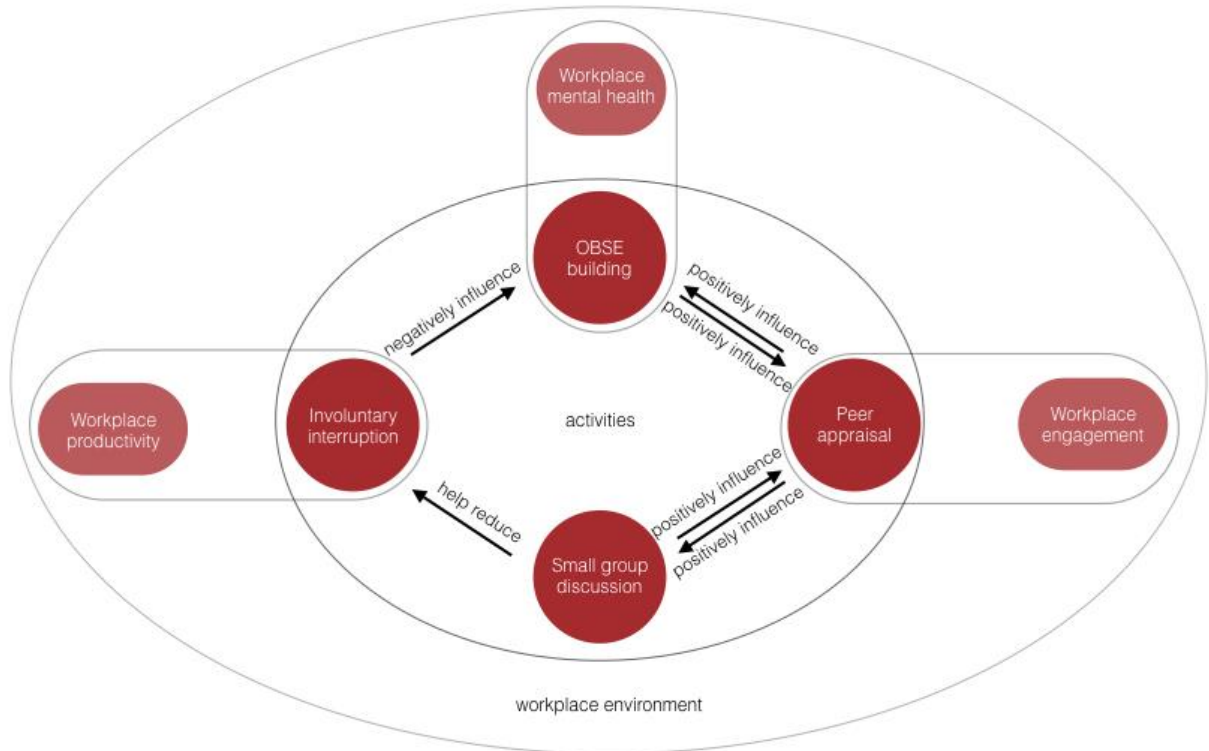 Workplace
mental health
OBSE
building
negatively influence
positively influence
positively influence
Workplace
productivity
Involuntary
interruption
activities
Peer
appraisal
Workplace
engagement
help reduce
positively influence
positively influence
Small group
discussion
workplace environment